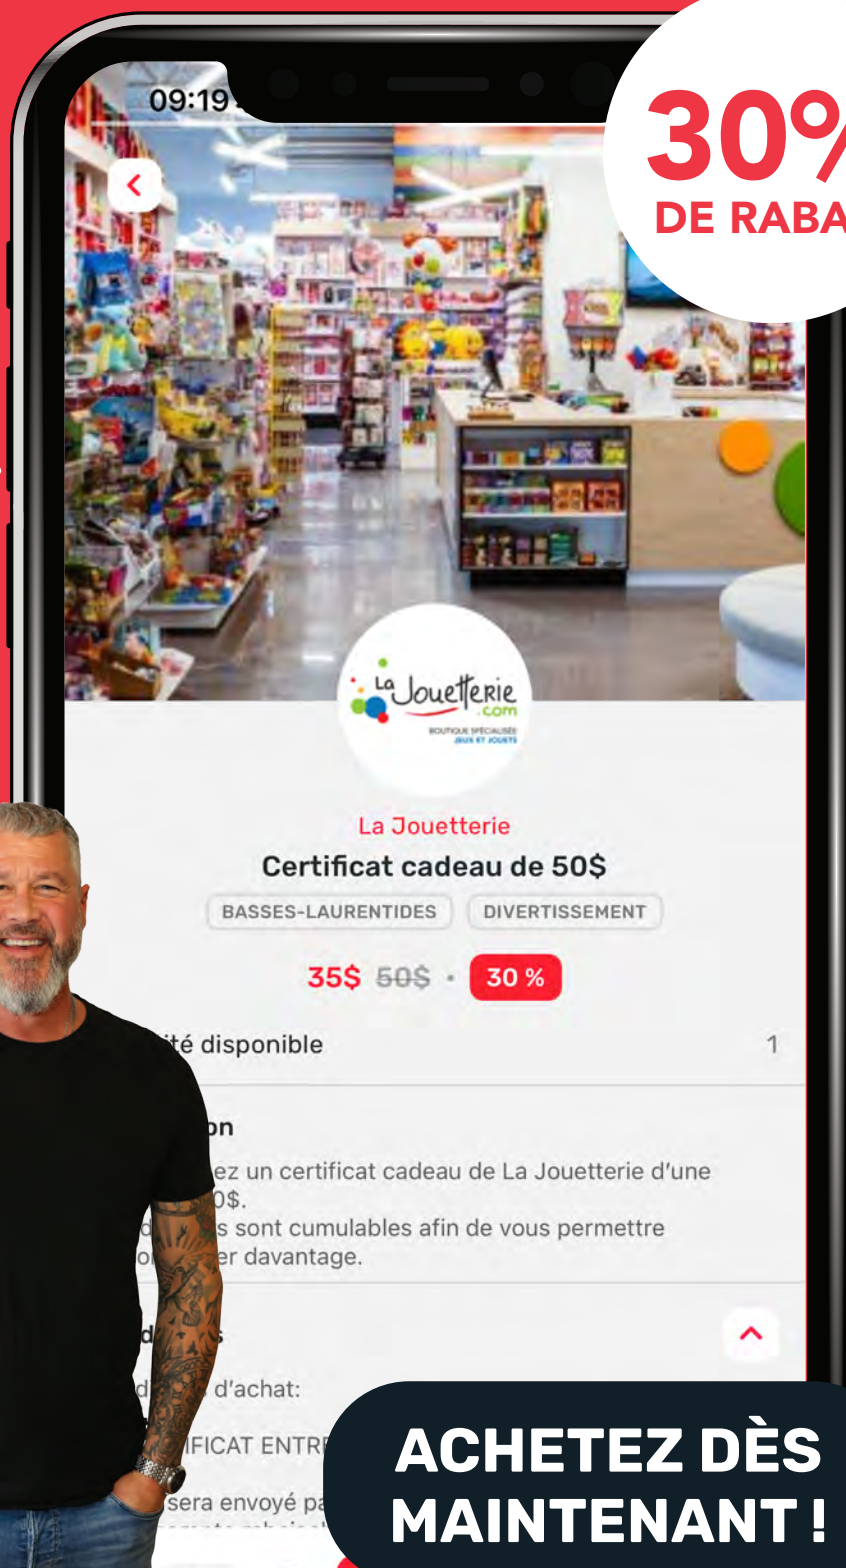 30%
DE RABA
09:19
La Jouetterie
.com
BOUTIQUE SPÉCIALISÉE
JEUX ET JOUETS
La Jouetterie
Certificat cadeau de 50$
BASSES-LAURENTIDES DIVERTISSEMENT
35$ 50$ • 30 %
té disponible 1
on
ez un certificat cadeau de La Jouetterie d'une
0$.
s sont cumulables afin de vous permettre
er davantage.
d'achat:
IFICAT ENTR
sera envoyé pa
ACHETEZ DÈS
MAINTENANT !